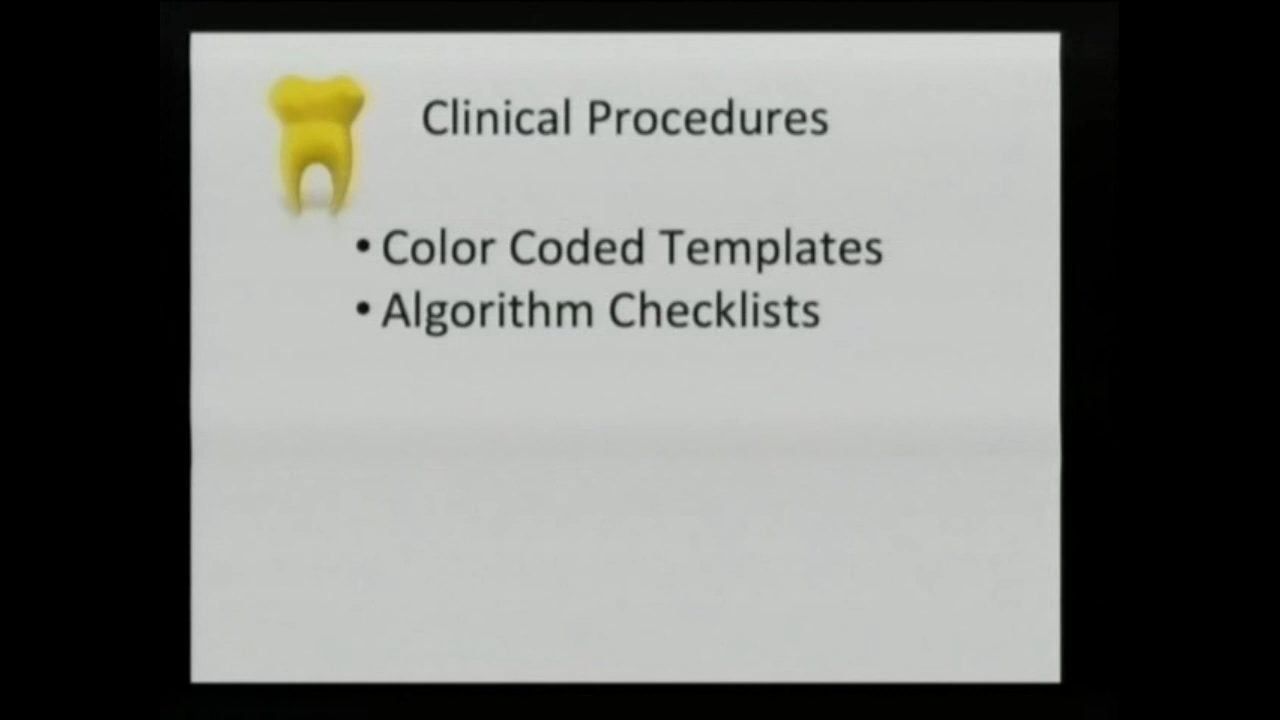 Clinical Procedures
• Color Coded Templates
• Algorithm Checklists